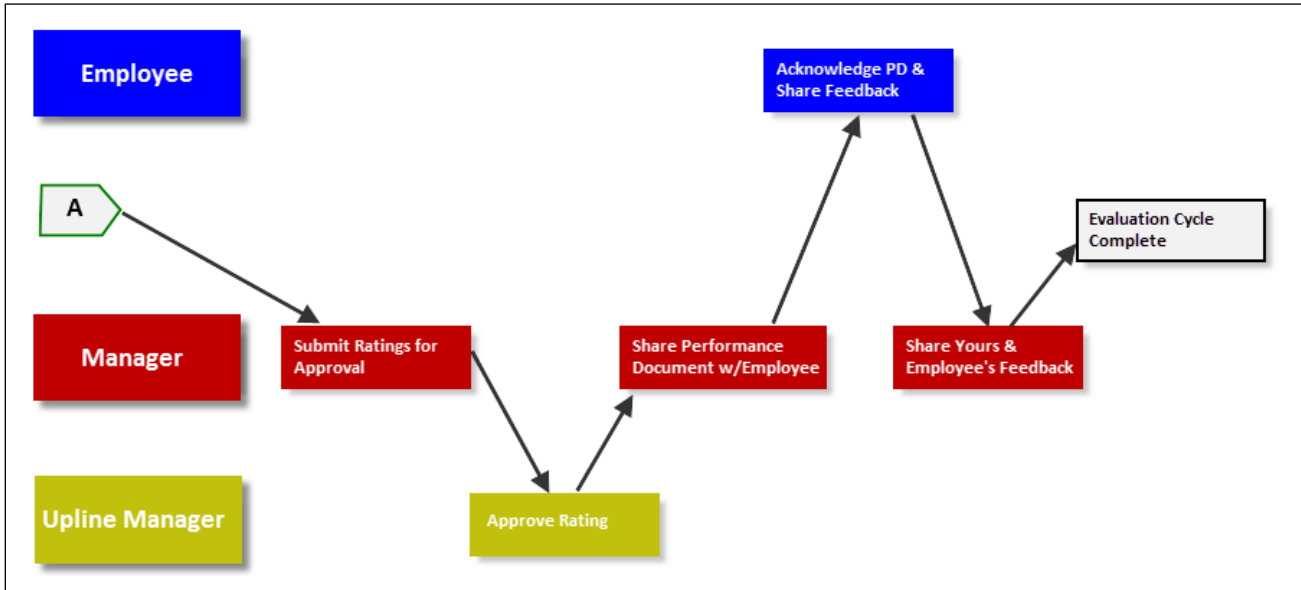 Employee
Acknowledge PD &
Share Feedback
A
Evaluation Cycle
Complete
Manager
Submit Ratings for
Approval
Share Performance
Document w/Employee
Share Yours &
Employee's Feedback
Upline Manager
Approve Rating